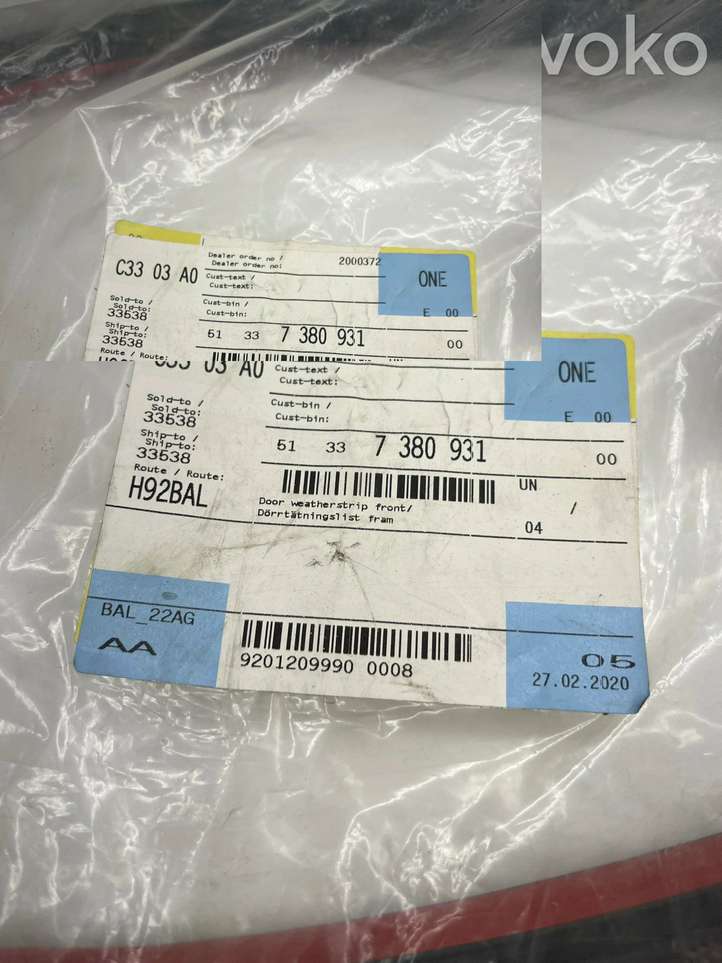 voko
C33 03 A0
Dealer order no /
Dealer order no:
2000372
ONE
Cust-text /
Cust-text:
Sold-to /
Sold-to:
33538
Cust-bin /
Cust-bin:
E 00
Ship-to /
Ship-to:
33538
51 33 7 380 931
00
Route / Route:
C33 03 A0
Cust-text /
Cust-text:
ONE
Sold-to /
Sold-to:
33538
Cust-bin /
Cust-bin:
E 00
Ship-to /
Ship-to:
33538
51 33 7 380 931
00
Route / Route:
H92BAL
UN
/
Door weatherstrip front/
Dörrtätningslist fram
04
BAL_22AG
AA
9201209990 0008
05
27.02.2020